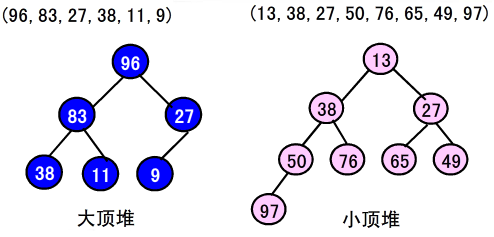 (96, 83, 27, 38, 11, 9)
96
83 27
38 11 9
大顶堆
(13, 38, 27, 50, 76, 65, 49, 97)
13
38 27
50 76 65 49
97
小顶堆